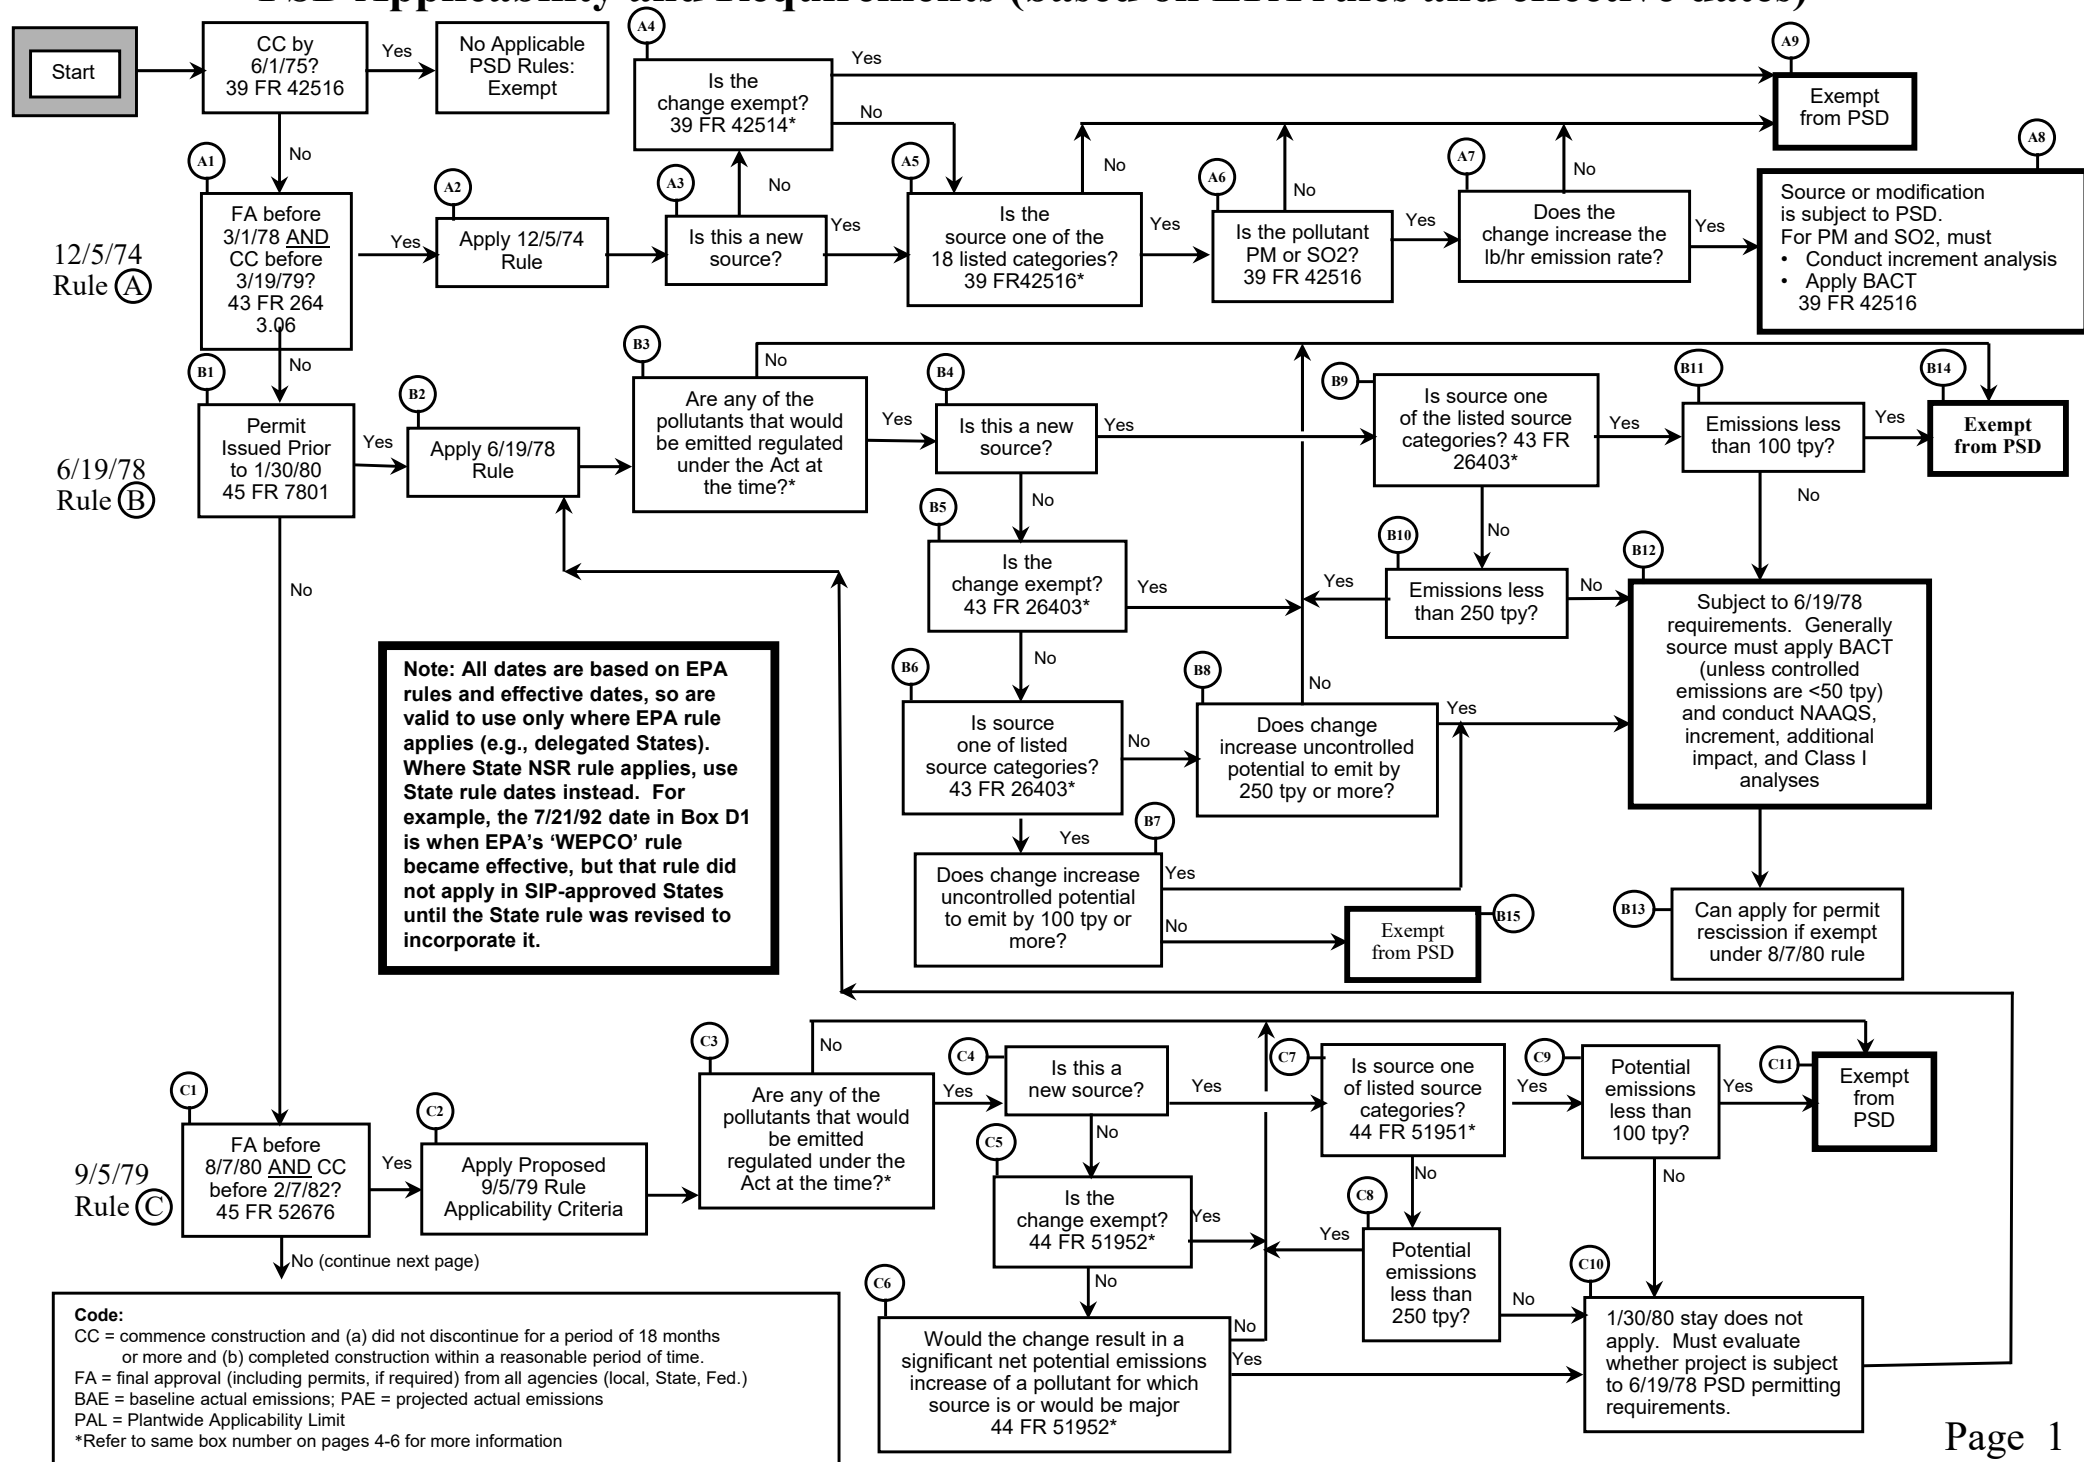 PSD Applicability and Requirements (based on EPA rules and effective dates)
Start
CC by
6/1/75?
39 FR 42516
Yes
No Applicable
PSD Rules:
Exempt
No
A4
Is the
change exempt?
39 FR 42514*
Yes
No
A9
Exempt
from PSD
12/5/74
Rule A
A1
FA before
3/1/78 AND
CC before
3/19/79?
43 FR 264
3.06
Yes
No
A2
Apply 12/5/74
Rule
A3
Is this a new
source?
No
Yes
A5
Is the
source one of the
18 listed categories?
39 FR42516*
No
Yes
A6
Is the pollutant
PM or SO2?
39 FR 42516
No
Yes
A7
Does the
change increase the
lb/hr emission rate?
No
Yes
A8
Source or modification
is subject to PSD.
For PM and SO2, must
• Conduct increment analysis
• Apply BACT
39 FR 42516
6/19/78
Rule B
B1
Permit
Issued Prior
to 1/30/80
45 FR 7801
Yes
No
B2
Apply 6/19/78
Rule
B3
Are any of the
pollutants that would
be emitted regulated
under the Act at
the time?*
No
Yes
B4
Is this a new
source?
Yes
No
B9
Is source one
of the listed source
categories? 43 FR
26403*
Yes
No
B11
Emissions less
than 100 tpy?
Yes
No
B14
Exempt
from PSD
B5
Is the
change exempt?
43 FR 26403*
Yes
No
B10
Emissions less
than 250 tpy?
Yes
No
B12
Subject to 6/19/78
requirements. Generally
source must apply BACT
(unless controlled
emissions are <50 tpy)
and conduct NAAQS,
increment, additional
impact, and Class I
analyses
B6
Is source
one of listed
source categories?
43 FR 26403*
No
Yes
B8
Does change
increase uncontrolled
potential to emit by
250 tpy or more?
No
Yes
B7
Does change increase
uncontrolled potential
to emit by 100 tpy or
more?
Yes
No
B15
Exempt
from PSD
B13
Can apply for permit
rescission if exempt
under 8/7/80 rule
Note: All dates are based on EPA
rules and effective dates, so are
valid to use only where EPA rule
applies (e.g., delegated States).
Where State NSR rule applies, use
State rule dates instead. For
example, the 7/21/92 date in Box D1
is when EPA's ‘WEPCO’ rule
became effective, but that rule did
not apply in SIP-approved States
until the State rule was revised to
incorporate it.
9/5/79
Rule C
C1
FA before
8/7/80 AND CC
before 2/7/82?
45 FR 52676
Yes
No (continue next page)
C2
Apply Proposed
9/5/79 Rule
Applicability Criteria
C3
Are any of the
pollutants that would
be emitted
regulated under the
Act at the time?*
No
Yes
C4
Is this a
new source?
Yes
No
C7
Is source one
of listed source
categories?
44 FR 51951*
Yes
No
C9
Potential
emissions
less than
100 tpy?
Yes
No
C11
Exempt
from
PSD
C5
Is the
change exempt?
44 FR 51952*
Yes
No
C8
Potential
emissions
less than
250 tpy?
Yes
No
C6
Would the change result in a
significant net potential emissions
increase of a pollutant for which
source is or would be major
44 FR 51952*
No
Yes
C10
1/30/80 stay does not
apply. Must evaluate
whether project is subject
to 6/19/78 PSD permitting
requirements.
Code:
CC = commence construction and (a) did not discontinue for a period of 18 months
or more and (b) completed construction within a reasonable period of time.
FA = final approval (including permits, if required) from all agencies (local, State, Fed.)
BAE = baseline actual emissions; PAE = projected actual emissions
PAL = Plantwide Applicability Limit
*Refer to same box number on pages 4-6 for more information
Page 1